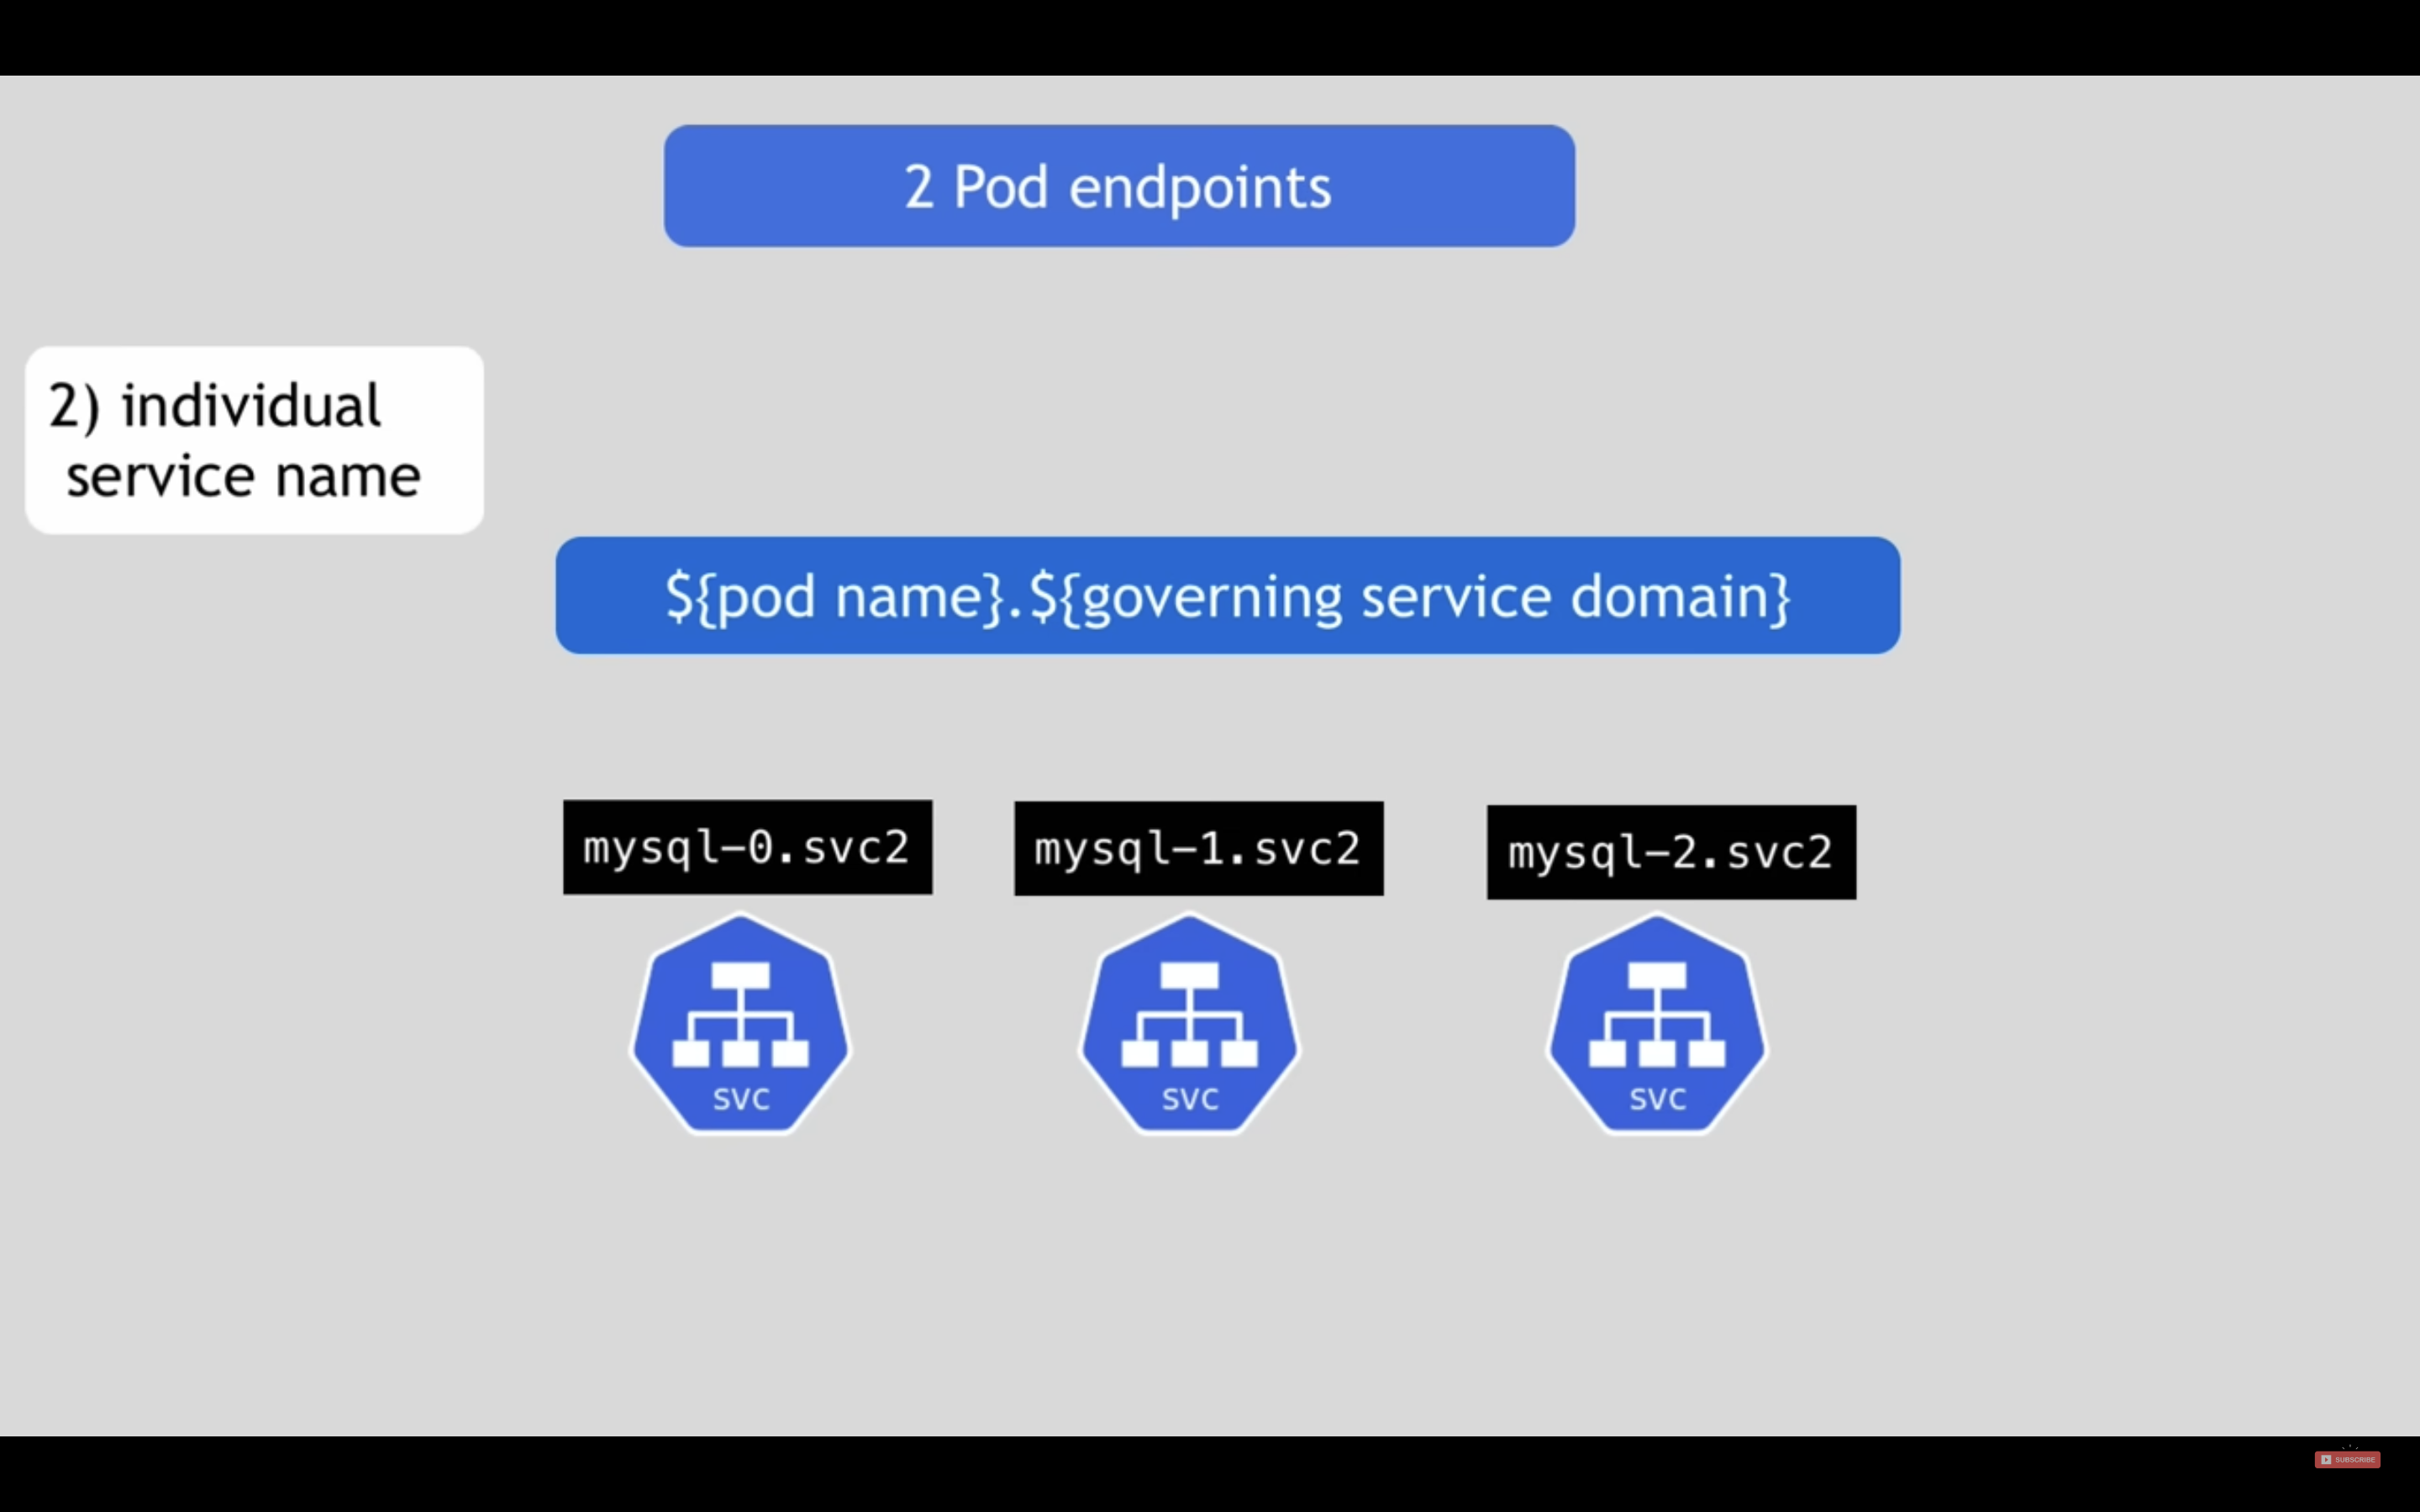 2 Pod endpoints
2) individual
service name
${pod name}.${governing service domain}
mysql-0.svc2
mysql-1.svc2
mysql-2.svc2
svc
svc
svc
SUBSCRIBE